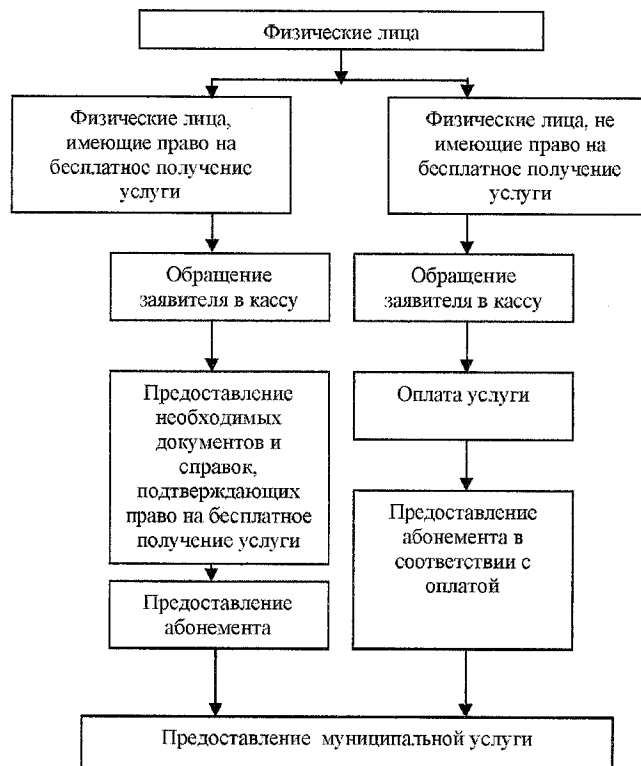 Физические лица
Физические лица,
имеющие право на
бесплатное получение
услуги
Физические лица, не
имеющие право на
бесплатное получение
услуги
Обращение
заявителя в кассу
Обращение
заявителя в кассу
Предоставление
необходимых
документов и
справок,
подтверждающих
право на бесплатное
получение услуги
Оплата услуги
Предоставление
абонемента в
соответствии с
оплатой
Предоставление
абонемента
Предоставление муниципальной услуги